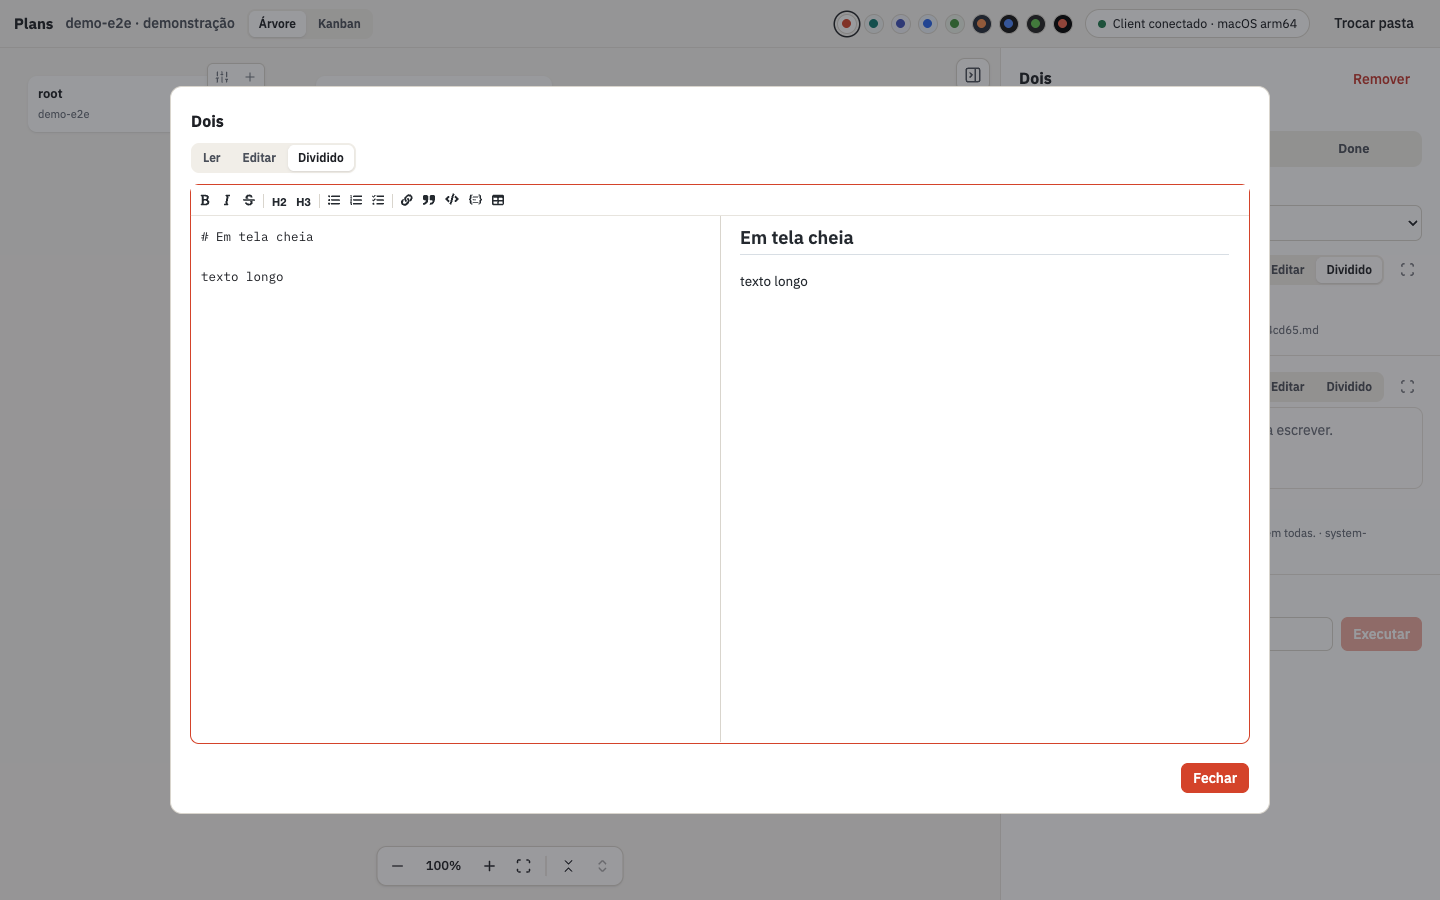 Plans demo-e2e · demonstração Árvore Kanban Client conectado · macOS arm64 Trocar pasta
root
demo-e2e
Dois Remover
Done
Editar Dividido
4cd65.md
Editar Dividido
a escrever.
m todas. · system-
Executar
Dois
Ler Editar Dividido
B I S H2 H3
# Em tela cheia
texto longo
Em tela cheia
texto longo
Fechar
100%